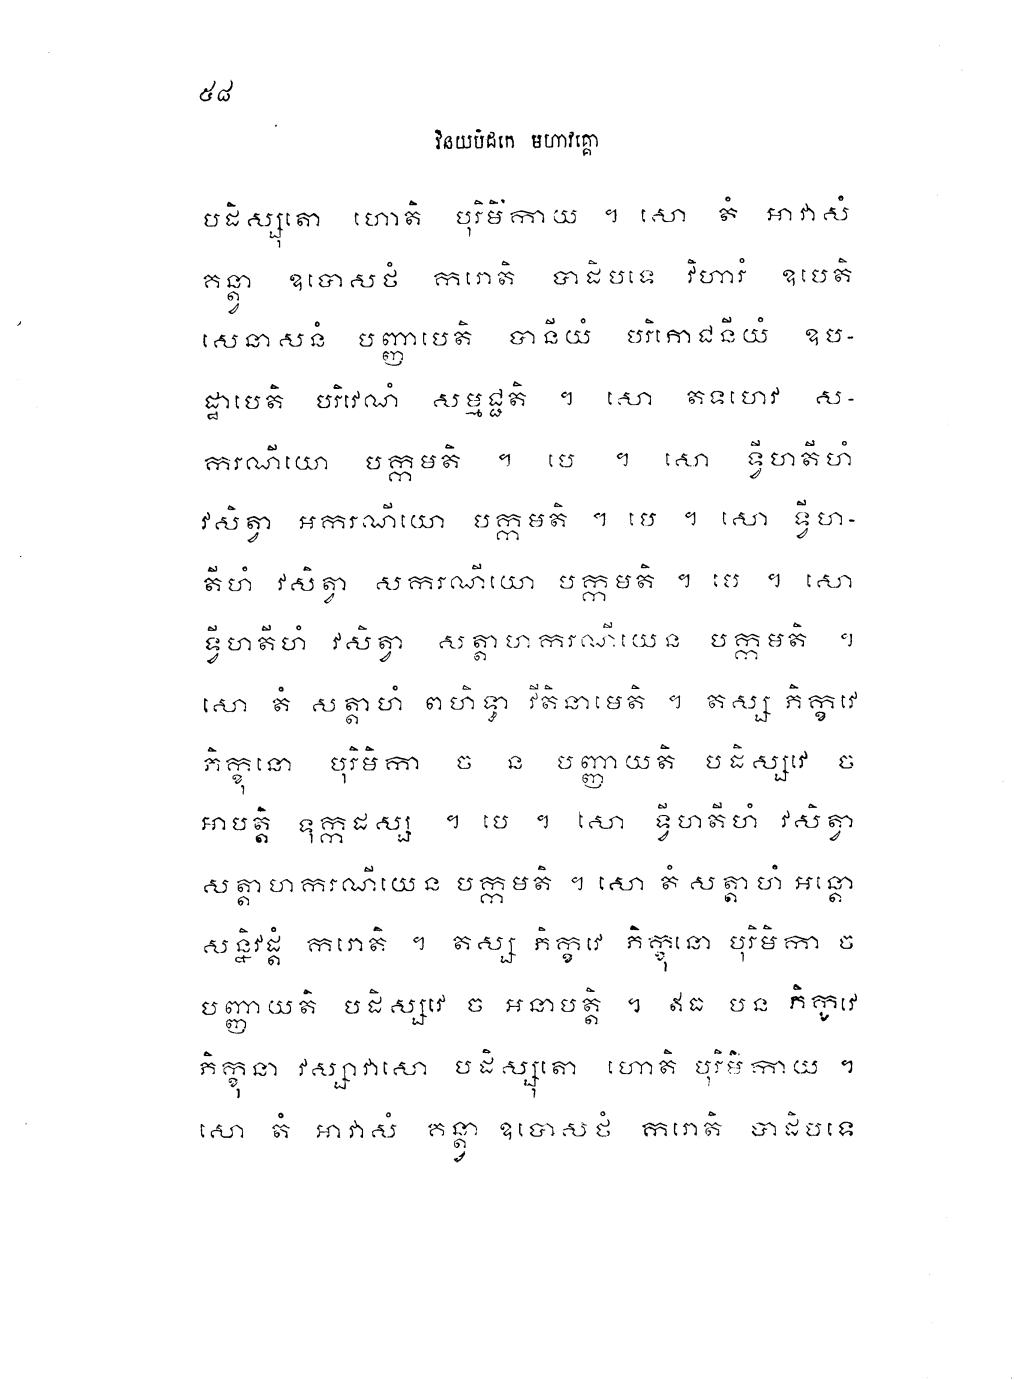 ៥៨
វិនយបិដកេ មហាវគ្គោ
បដិស្សុតោ ហោតិ បុរិមិកាយ ។ សោ តំ អាវាសំ
គន្ត្វា ឧបោសថំ ករោតិ បាដិបទេ វិហារំ ឧបេតិ
សេនាសនំ បញ្ញាបេតិ បានីយំ បរិភោជនីយំ ឧប-
ដ្ឋាបេតិ បរិវេណំ សម្មជ្ជតិ ។ សោ តទហេវ ស-
ករណីយោ បក្កមតិ ។ បេ ។ សោ ទ្វីហតីហំ
វសិត្វា អករណីយោ បក្កមតិ ។ បេ ។ សោ ទ្វីហ-
តីហំ វសិត្វា សករណីយោ បក្កមតិ ។ បេ ។ សោ
ទ្វីហតីហំ វសិត្វា សត្តាហករណីយេន បក្កមតិ ។
សោ តំ សត្តាហំ ពហិទ្ធា វីតិនាមេតិ ។ តស្ស ភិក្ខវេ
ភិក្ខុនោ បុរិមិកា ច ន បញ្ញាយតិ បដិស្សវេ ច
អាបត្តិ ទុក្កដស្ស ។ បេ ។ សោ ទ្វីហតីហំ វសិត្វា
សត្តាហករណីយេន បក្កមតិ ។ សោ តំ សត្តាហំ អន្តោ
សន្និវដ្តំ ករោតិ ។ តស្ស ភិក្ខវេ ភិក្ខុនោ បុរិមិកា ច
បញ្ញាយតិ បដិស្សវេ ច អនាបត្តិ ។ ឥធ បន ភិក្ខវេ
ភិក្ខុនា វស្សាវាសោ បដិស្សុតោ ហោតិ បុរិមិកាយ ។
សោ តំ អាវាសំ គន្ត្វា ឧបោសថំ ករោតិ បាដិបទេ